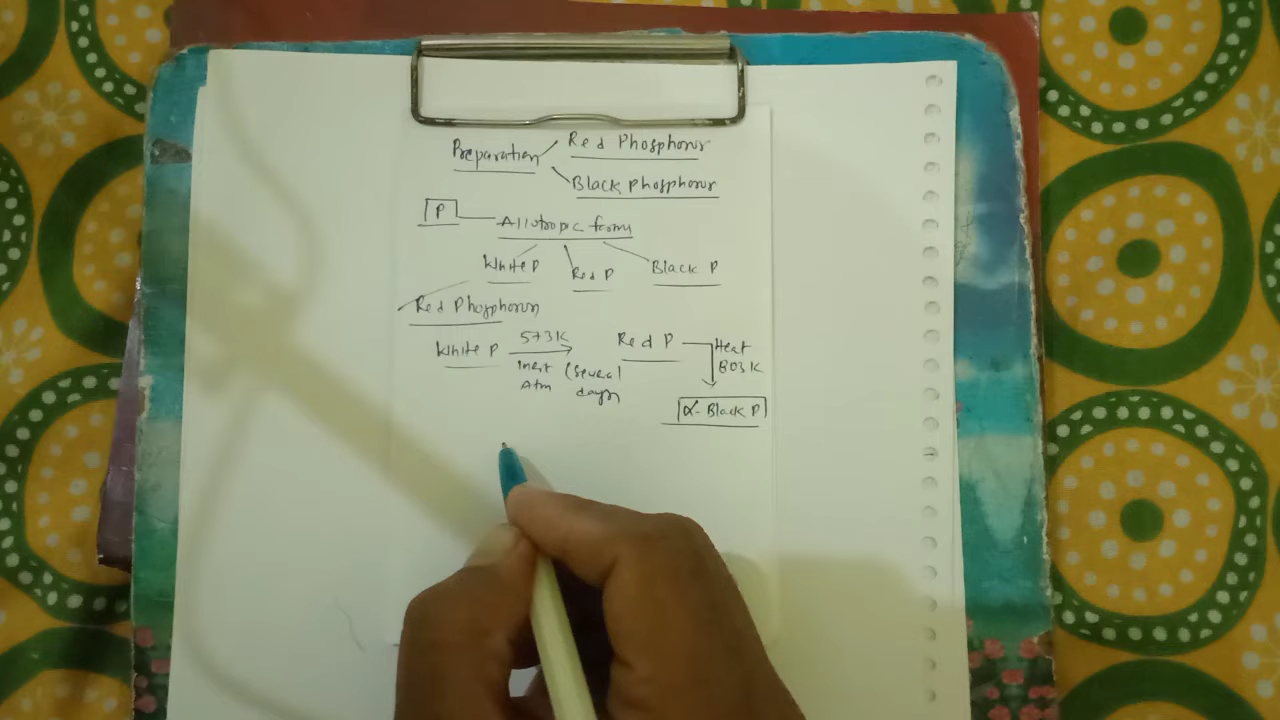 Preparation Red Phosphorus
Black Phosphorus
P Allotropic forms
White P Red P Black P
Red Phosphorus
White P 573K Red P Heat
803K
inert (Several
Atm days
α-Black P